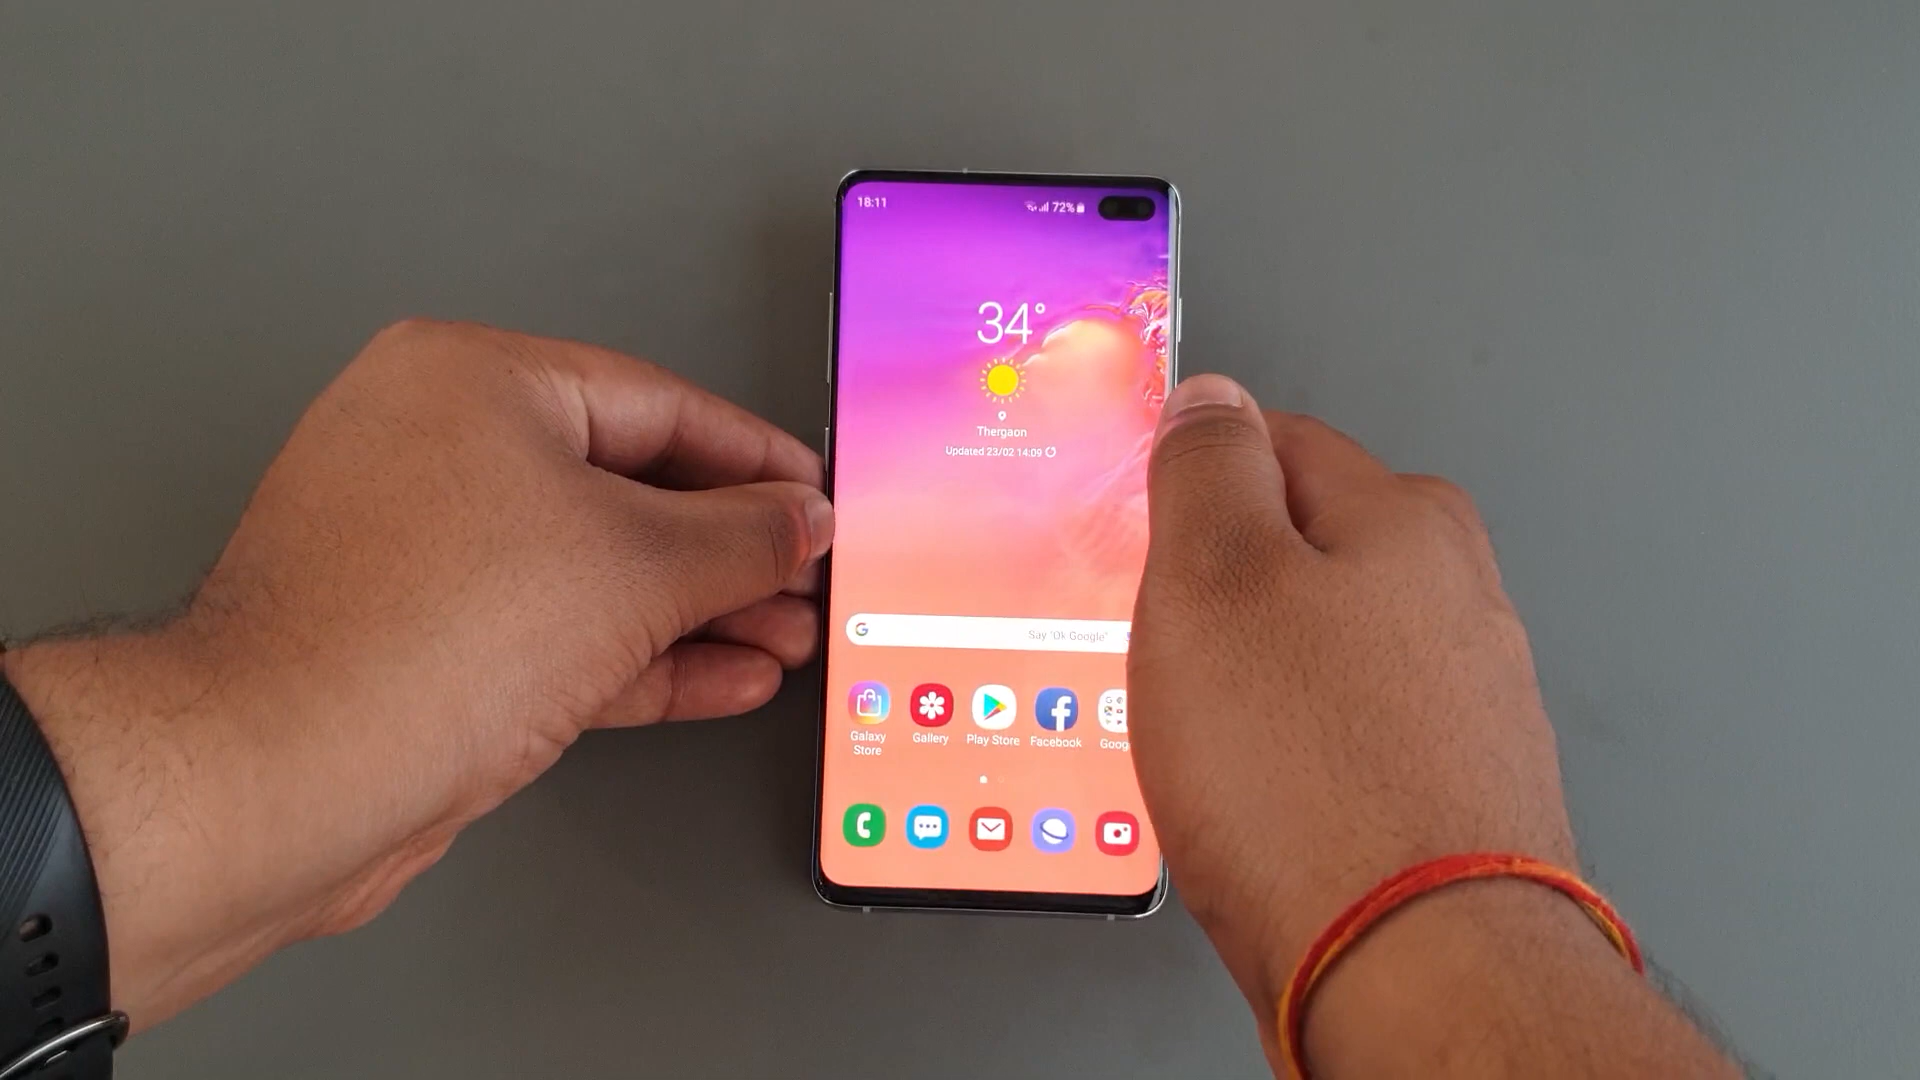 18:11
72%
34°
Thergaon
Updated 23/02 14:09
G
Say "Ok Google"
Galaxy
Store
Gallery
Play Store
Facebook
Goog